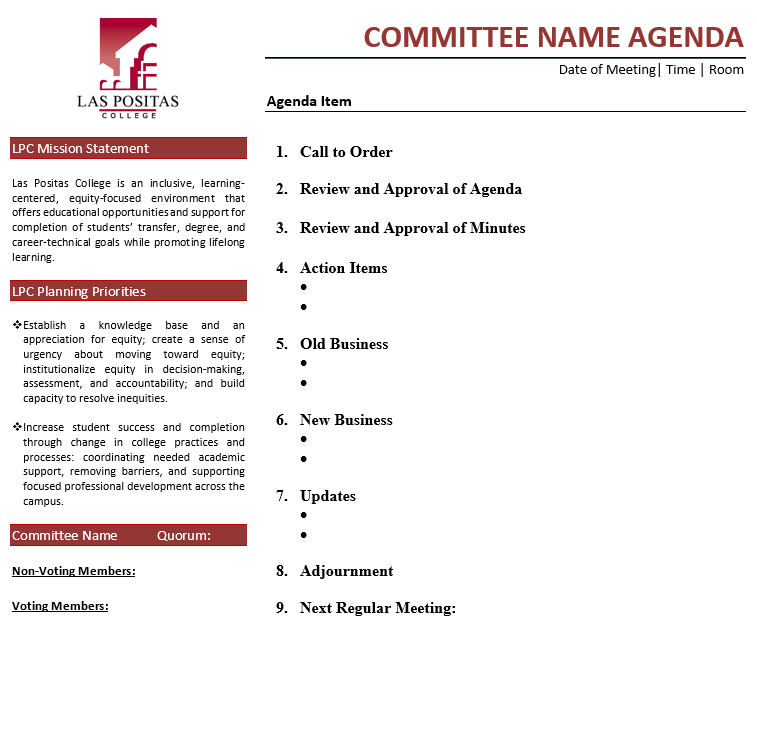 LAS POSITAS
COLLEGE
COMMITTEE NAME AGENDA
Date of Meeting| Time | Room
Agenda Item
LPC Mission Statement
Las Positas College is an inclusive, learning-
centered, equity-focused environment that
offers educational opportunities and support for
completion of students’ transfer, degree, and
career-technical goals while promoting lifelong
learning.
LPC Planning Priorities
❖Establish a knowledge base and an
appreciation for equity; create a sense of
urgency about moving toward equity;
institutionalize equity in decision-making,
assessment, and accountability; and build
capacity to resolve inequities.
❖Increase student success and completion
through change in college practices and
processes: coordinating needed academic
support, removing barriers, and supporting
focused professional development across the
campus.
Committee Name Quorum:
Non-Voting Members:
Voting Members:
1. Call to Order
2. Review and Approval of Agenda
3. Review and Approval of Minutes
4. Action Items
•
•
5. Old Business
•
•
6. New Business
•
•
7. Updates
•
•
8. Adjournment
9. Next Regular Meeting: